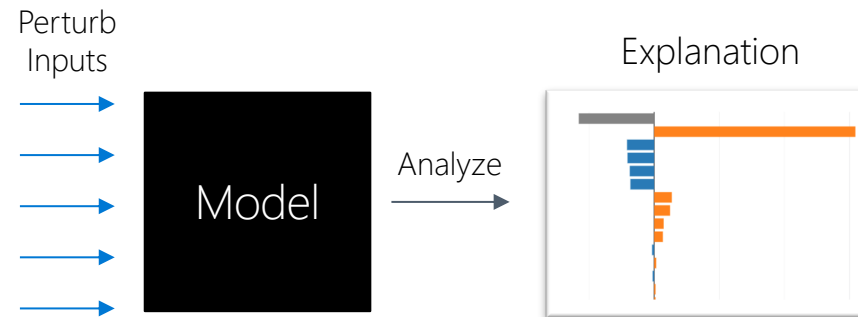 Perturb
Inputs
Model
Analyze
Explanation